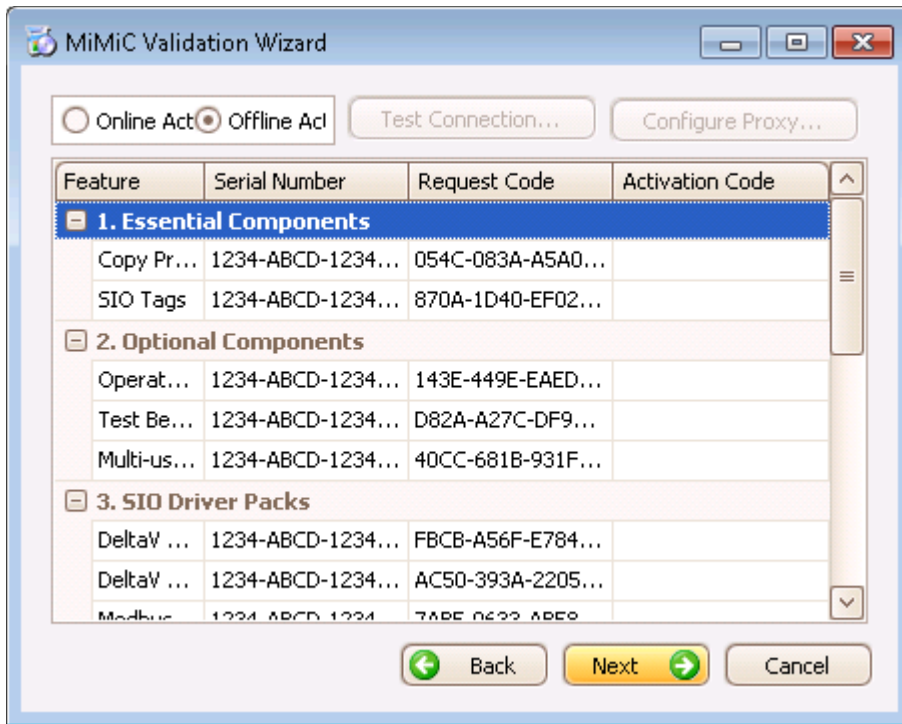 MiMiC Validation Wizard
Online Act Offline Act Test Connection... Configure Proxy...
Feature Serial Number Request Code Activation Code
1. Essential Components
Copy Pr... 1234-ABCD-1234... 054C-083A-A5A0...
SIO Tags 1234-ABCD-1234... 870A-1D40-EF02...
2. Optional Components
Operat... 1234-ABCD-1234... 143E-449E-EAED...
Test Be... 1234-ABCD-1234... D82A-A27C-DF9...
Multi-us... 1234-ABCD-1234... 40CC-681B-931F...
3. SIO Driver Packs
DeltaV ... 1234-ABCD-1234... FBCB-A56F-E784...
DeltaV ... 1234-ABCD-1234... AC50-393A-2205...
Modbus 1234-ABCD-1234
Back Next Cancel